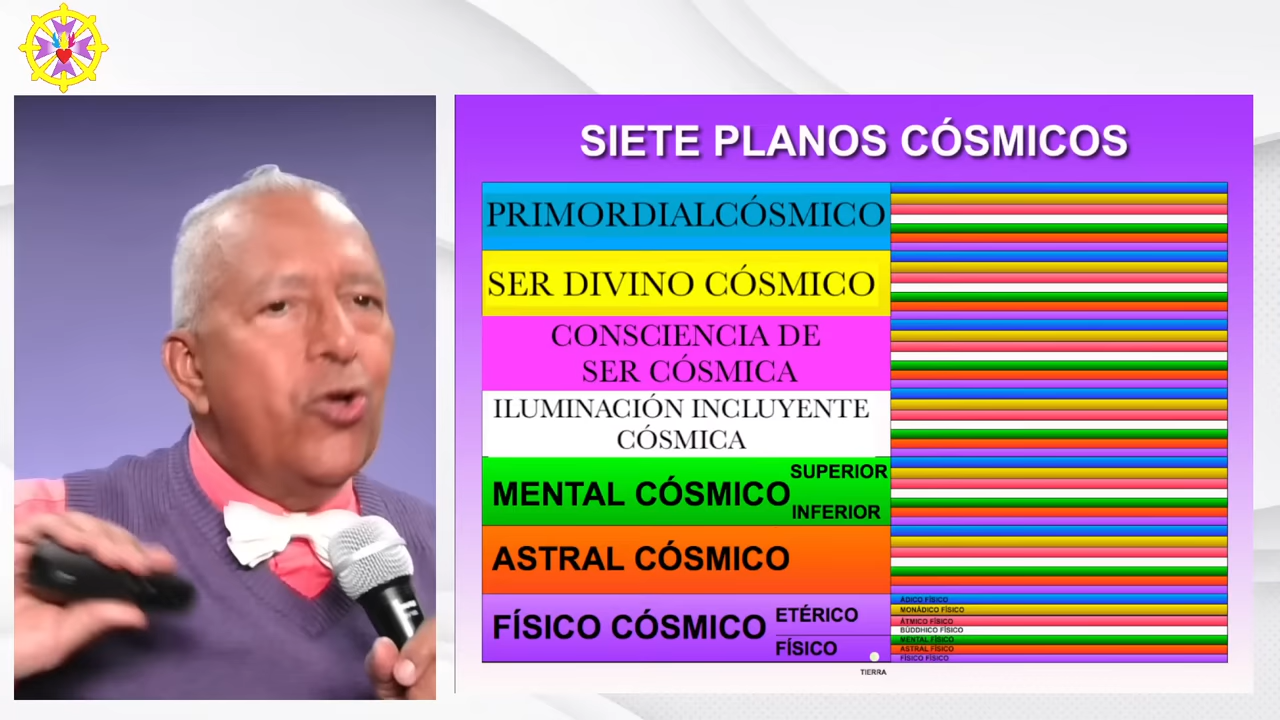 SIETE PLANOS CÓSMICOS
PRIMORDIALCÓSMICO
SER DIVINO CÓSMICO
CONSCIENCIA DE
SER CÓSMICA
ILUMINACIÓN INCLUYENTE
CÓSMICA
MENTAL CÓSMICO
SUPERIOR
INFERIOR
ASTRAL CÓSMICO
FÍSICO CÓSMICO
ETÉRICO
FÍSICO
TIERRA
ÁDICO FÍSICO
MONÁDICO FÍSICO
ÁTMICO FÍSICO
BÚDDHICO FÍSICO
MENTAL FÍSICO
ASTRAL FÍSICO
FÍSICO FÍSICO